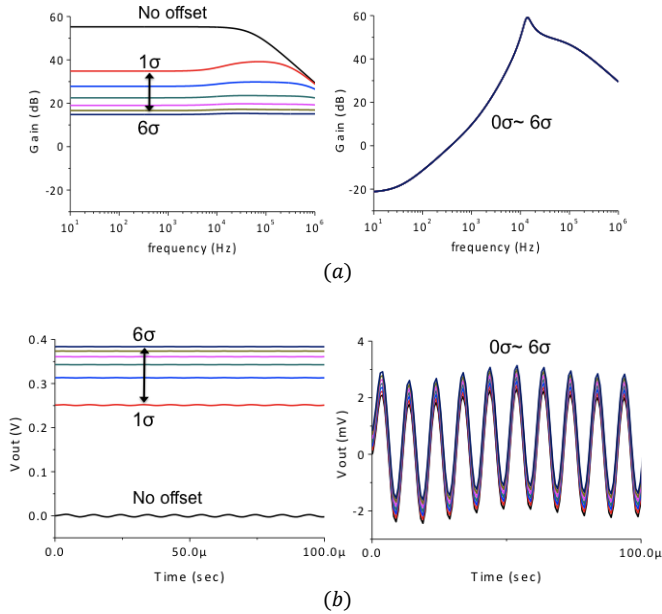 No offset
60
40
20
0
-20
Gain (dB)
1σ
6σ
10¹ 10² 10³ 10⁴ 10⁵ 10⁶
frequency (Hz)
60
40
20
0
-20
Gain (dB)
0σ~ 6σ
10¹ 10² 10³ 10⁴ 10⁵ 10⁶
frequency (Hz)
(a)
0.4
0.3
0.2
0.1
0.0
Vout (V)
6σ
1σ
No offset
0.0 50.0µ 100.0µ
Time (sec)
4
2
0
-2
Vout (mV)
0σ~ 6σ
0.0 100.0µ
Time (sec)
(b)